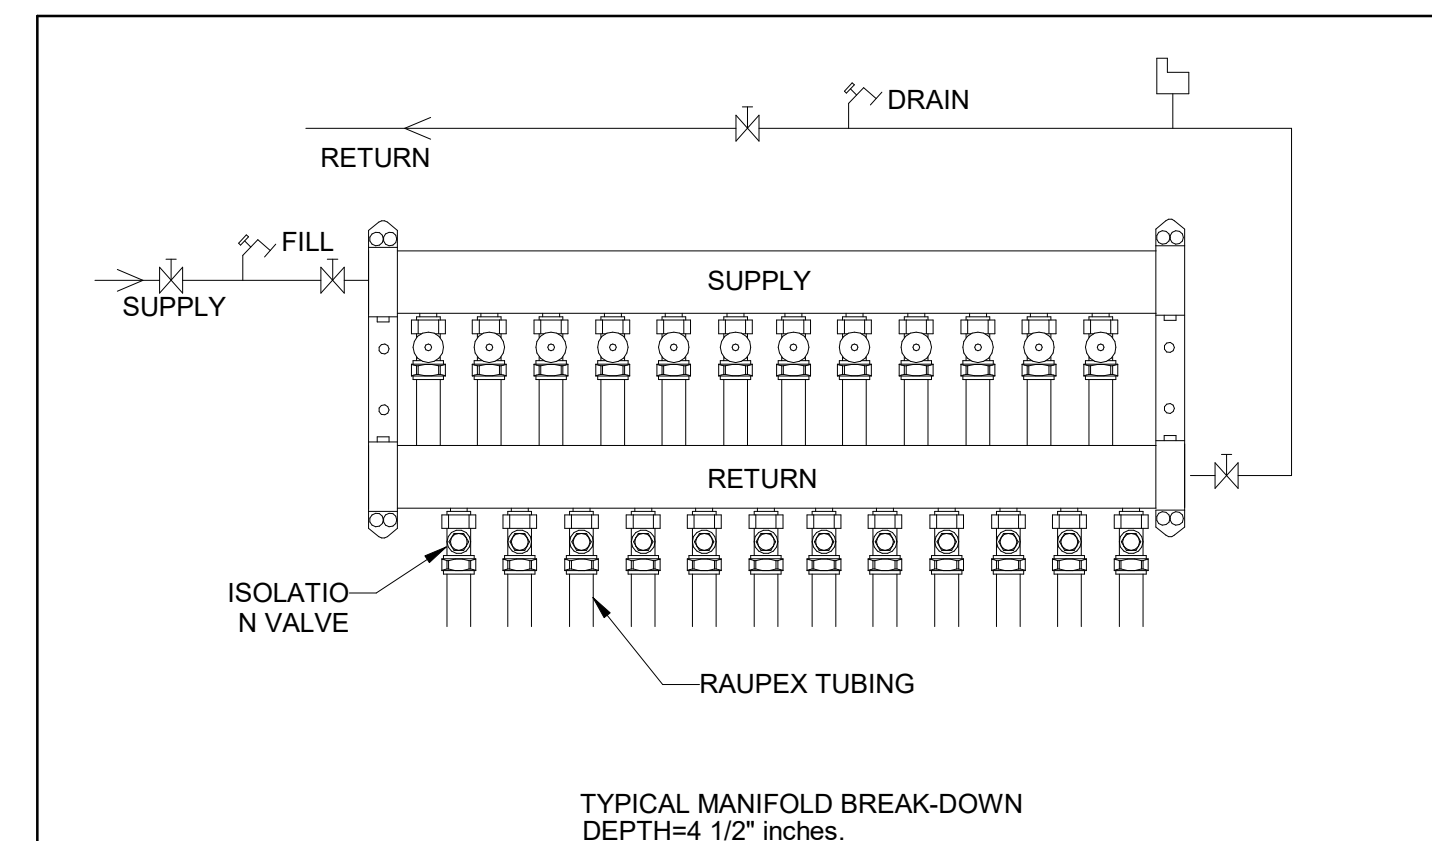 DRAIN
RETURN
FILL
SUPPLY
SUPPLY
RETURN
ISOLATIO
N VALVE
RAUPEX TUBING
TYPICAL MANIFOLD BREAK-DOWN
DEPTH=4 1/2" inches.